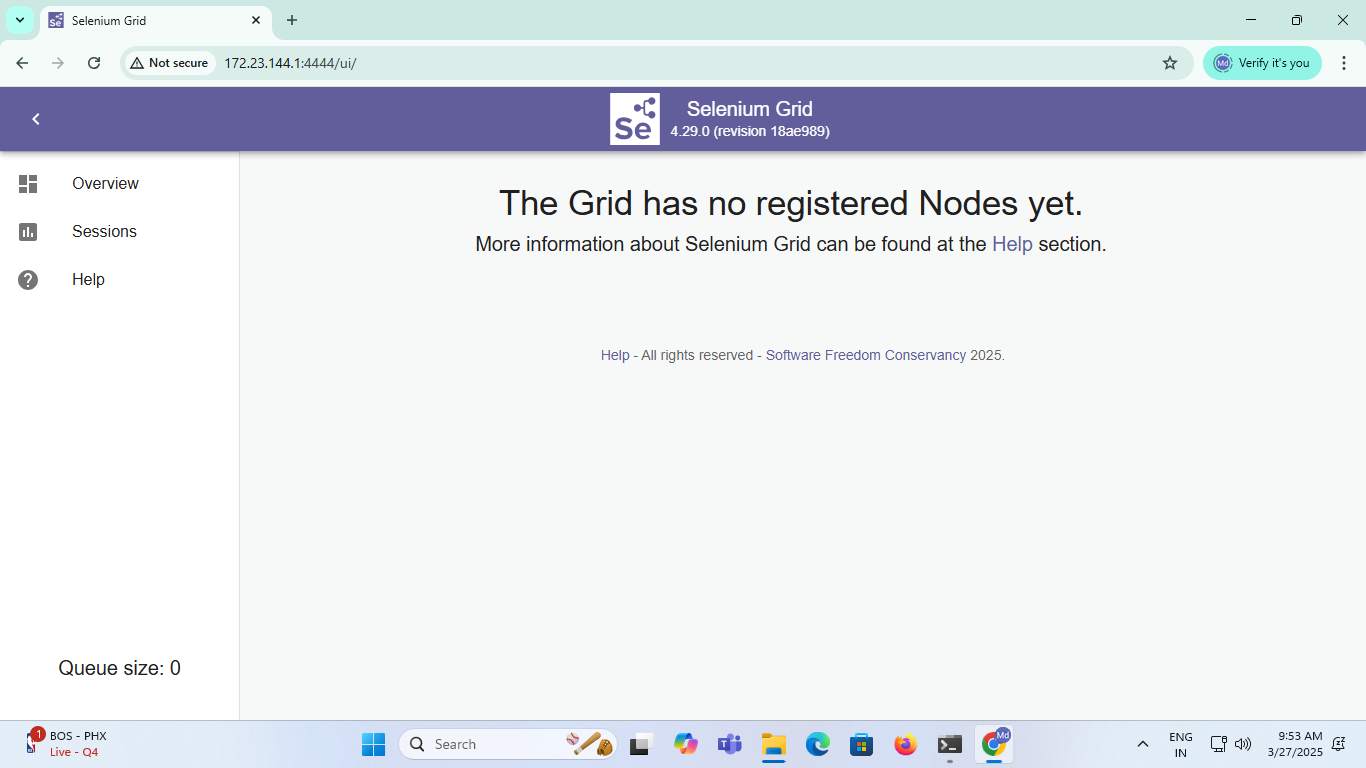 Selenium Grid
Not secure
172.23.144.1:4444/ui/
Md
Verify it's you
Se
Selenium Grid
4.29.0 (revision 18ae989)
Overview
Sessions
Help
The Grid has no registered Nodes yet.
More information about Selenium Grid can be found at the Help section.
Help - All rights reserved - Software Freedom Conservancy 2025.
Queue size: 0
1
BOS - PHX
Live - Q4
Search
Md
ENG
IN
9:53 AM
3/27/2025